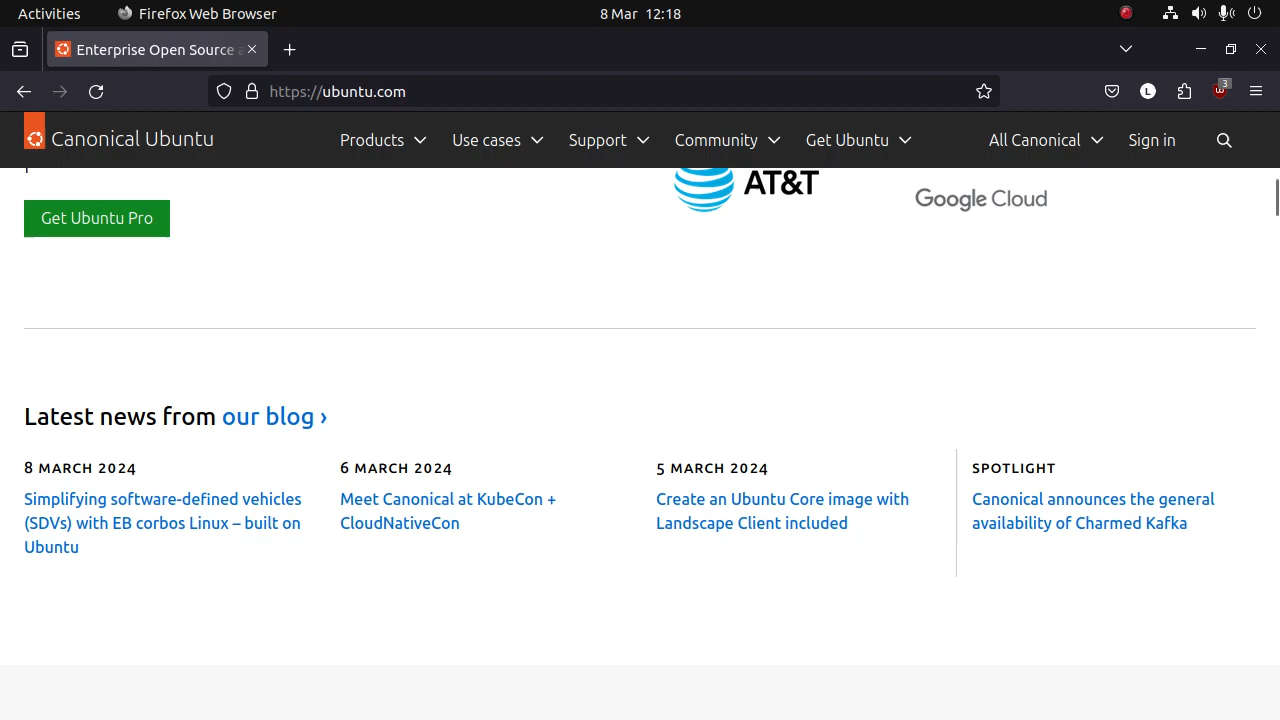 Activities
Firefox Web Browser
8 Mar 12:18
Enterprise Open Source a
https://ubuntu.com
L
3
Canonical Ubuntu
Products
Use cases
Support
Community
Get Ubuntu
All Canonical
Sign in
AT&T
Google Cloud
Get Ubuntu Pro
Latest news from our blog ›
8 MARCH 2024
Simplifying software-defined vehicles
(SDVs) with EB corbos Linux – built on
Ubuntu
6 MARCH 2024
Meet Canonical at KubeCon +
CloudNativeCon
5 MARCH 2024
Create an Ubuntu Core image with
Landscape Client included
SPOTLIGHT
Canonical announces the general
availability of Charmed Kafka